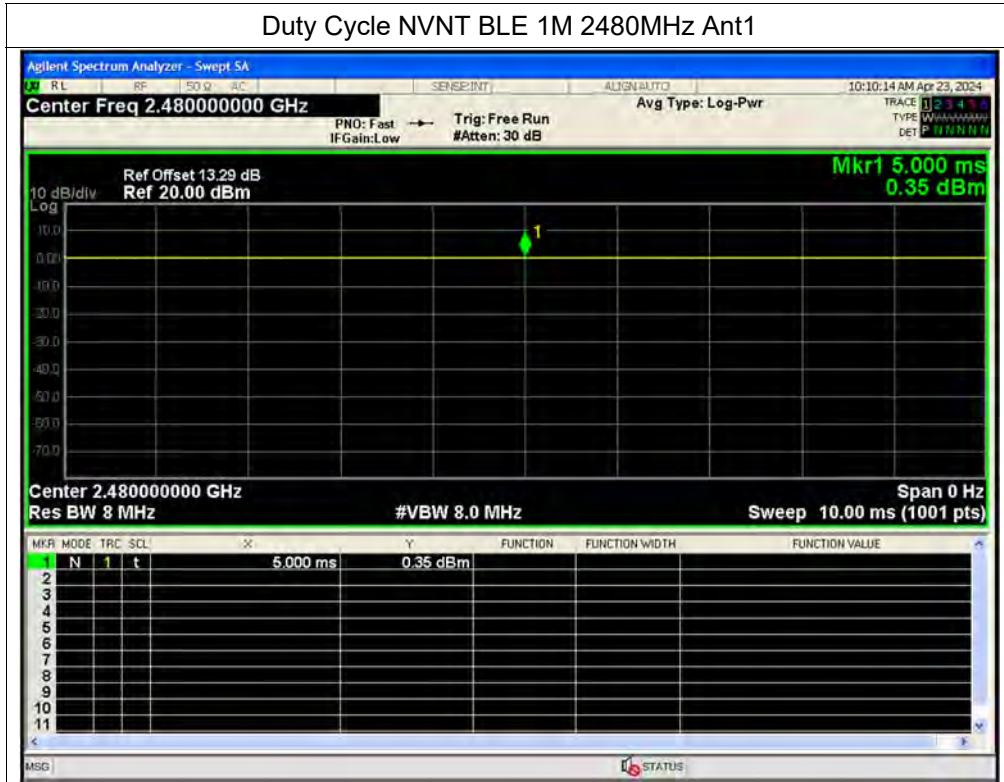 Duty Cycle NVNT BLE 1M 2480MHz Ant1
Agilent Spectrum Analyzer - Swept SA
RL RF 50 Ω AC SENSE:INT ALIGN AUTO 10:10:14 AM Apr 23, 2024
Center Freq 2.480000000 GHz Avg Type: Log-Pwr TRACE 1 2 3 4 5 6
PNO: Fast Trig: Free Run TYPE W
IFGain:Low #Atten: 30 dB DET P N N N N N
Mkr1 5.000 ms
Ref Offset 13.29 dB
10 dB/div Ref 20.00 dBm 0.35 dBm
Log
10.0
1
0.00
-10.0
-20.0
-30.0
-40.0
-50.0
-60.0
-70.0
Center 2.480000000 GHz Span 0 Hz
Res BW 8 MHz #VBW 8.0 MHz Sweep 10.00 ms (1001 pts)
MKR MODE TRC SCL X Y FUNCTION FUNCTION WIDTH FUNCTION VALUE
1 N 1 t 5.000 ms 0.35 dBm
2
3
4
5
6
7
8
9
10
11
MSG STATUS